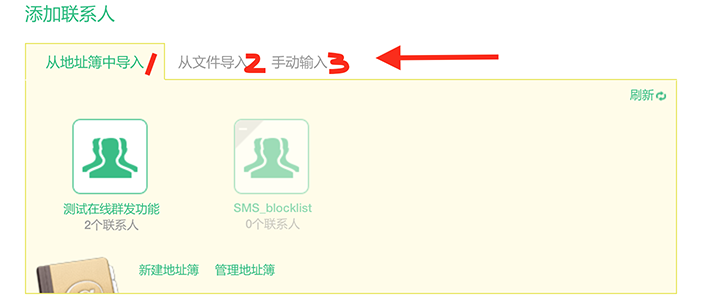 添加联系人
从地址簿中导入1 从文件导入2 手动输入3
刷新
测试在线群发功能 SMS_blocklist
2个联系人 0个联系人
新建地址簿 管理地址簿